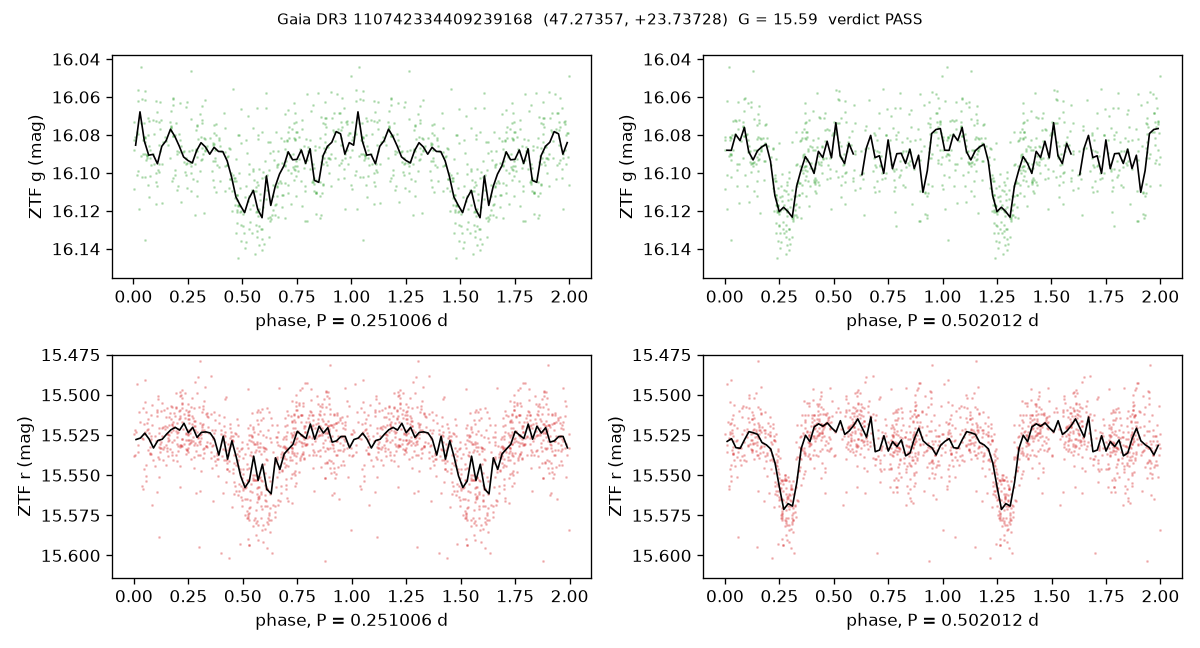 Gaia DR3 110742334409239168  (47.27357, +23.73728)  G = 15.59  verdict PASS
ZTF g (mag)
16.04
16.06
16.08
16.10
16.12
16.14
0.00 0.25 0.50 0.75 1.00 1.25 1.50 1.75 2.00
phase, P = 0.251006 d
ZTF g (mag)
16.04
16.06
16.08
16.10
16.12
16.14
0.00 0.25 0.50 0.75 1.00 1.25 1.50 1.75 2.00
phase, P = 0.502012 d
ZTF r (mag)
15.475
15.500
15.525
15.550
15.575
15.600
0.00 0.25 0.50 0.75 1.00 1.25 1.50 1.75 2.00
phase, P = 0.251006 d
ZTF r (mag)
15.475
15.500
15.525
15.550
15.575
15.600
0.00 0.25 0.50 0.75 1.00 1.25 1.50 1.75 2.00
phase, P = 0.502012 d